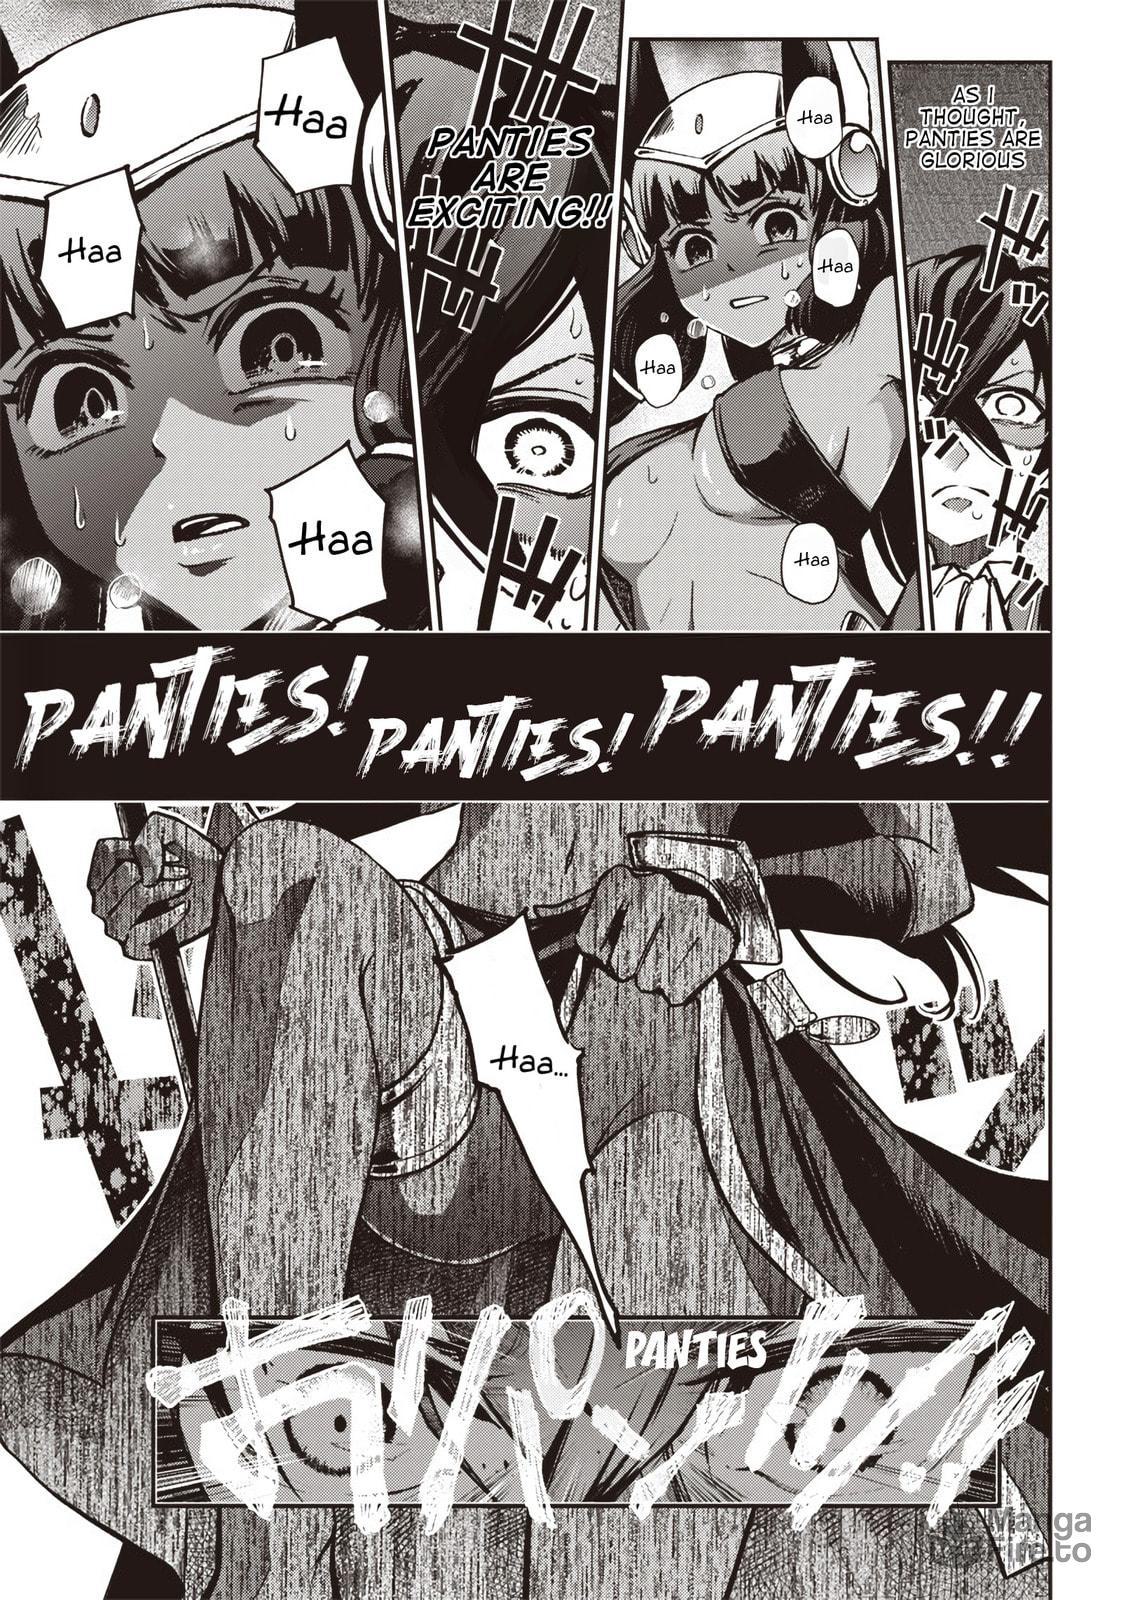 AS I
THOUGHT,
PANTIES ARE
GLORIOUS
Haa
Haa
Haa
Haa
PANTIES
ARE
EXCITING!!
Haa
Haa
Haa
PANTIES!! 
PANTIES!
PANTIES!
Haa...
PANTIES
おパンツ!!
Manga
Fire.to